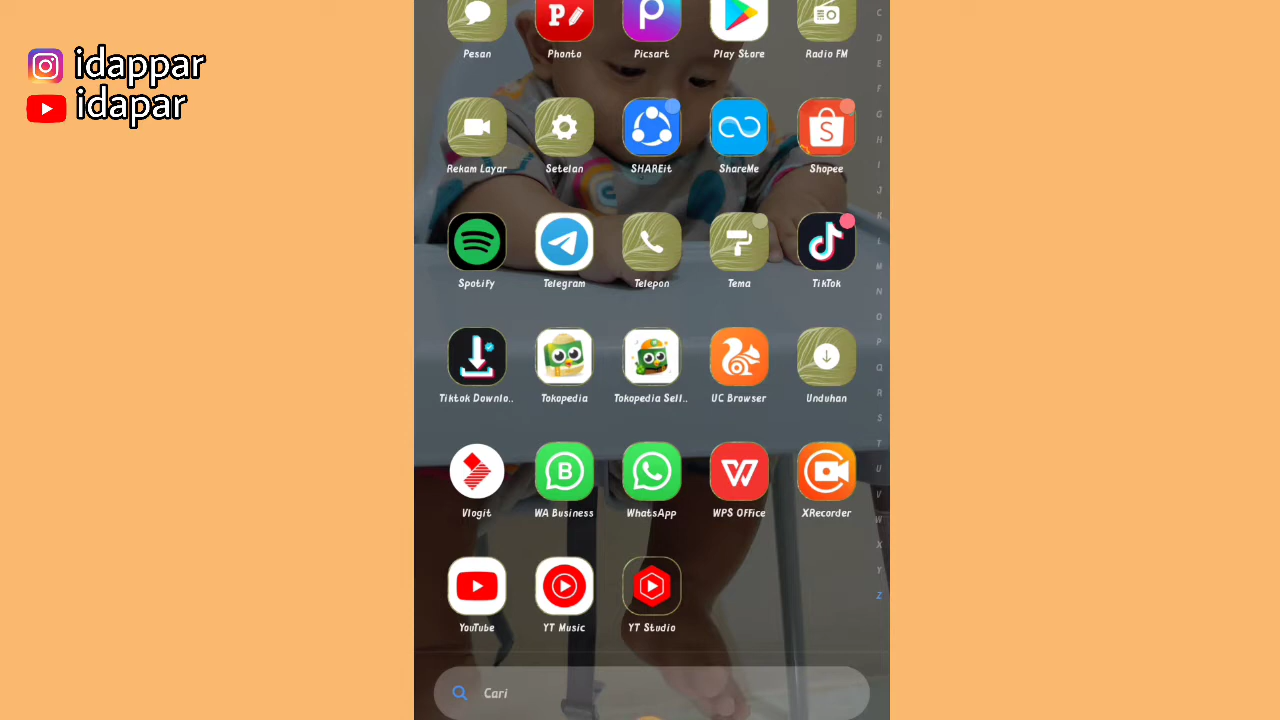 idappar
idapar
Pesan
Phonto
Picsart
Play Store
Radio FM
Rekam Layar
Setelan
SHAREit
ShareMe
Shopee
Spotify
Telegram
Telepon
Tema
TikTok
Tiktok Downlo..
Tokopedia
Tokopedia Sell..
UC Browser
Unduhan
Vlogit
WA Business
WhatsApp
WPS Office
XRecorder
YouTube
YT Music
YT Studio
Cari
C
D
E
F
G
H
I
J
K
L
M
N
O
P
Q
R
S
T
U
V
W
X
Y
Z